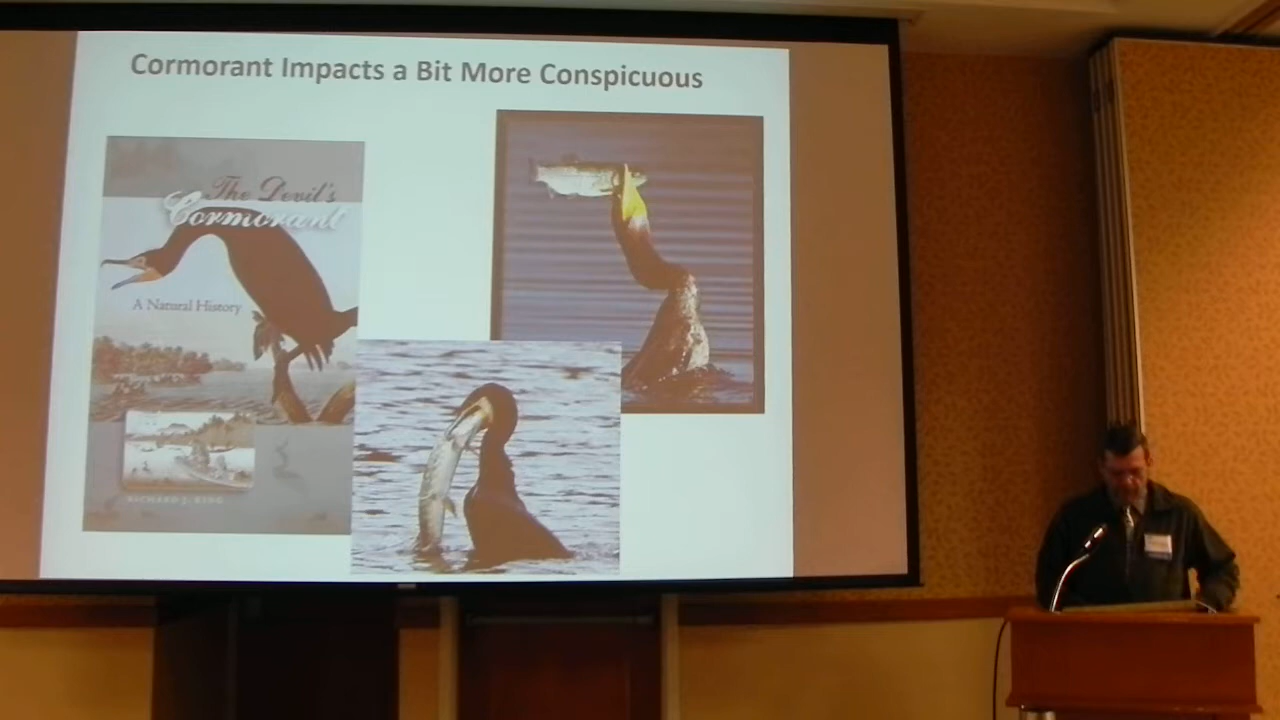 Cormorant Impacts a Bit More Conspicuous
The Devil's
Cormorant
A Natural History
RICHARD J. KING